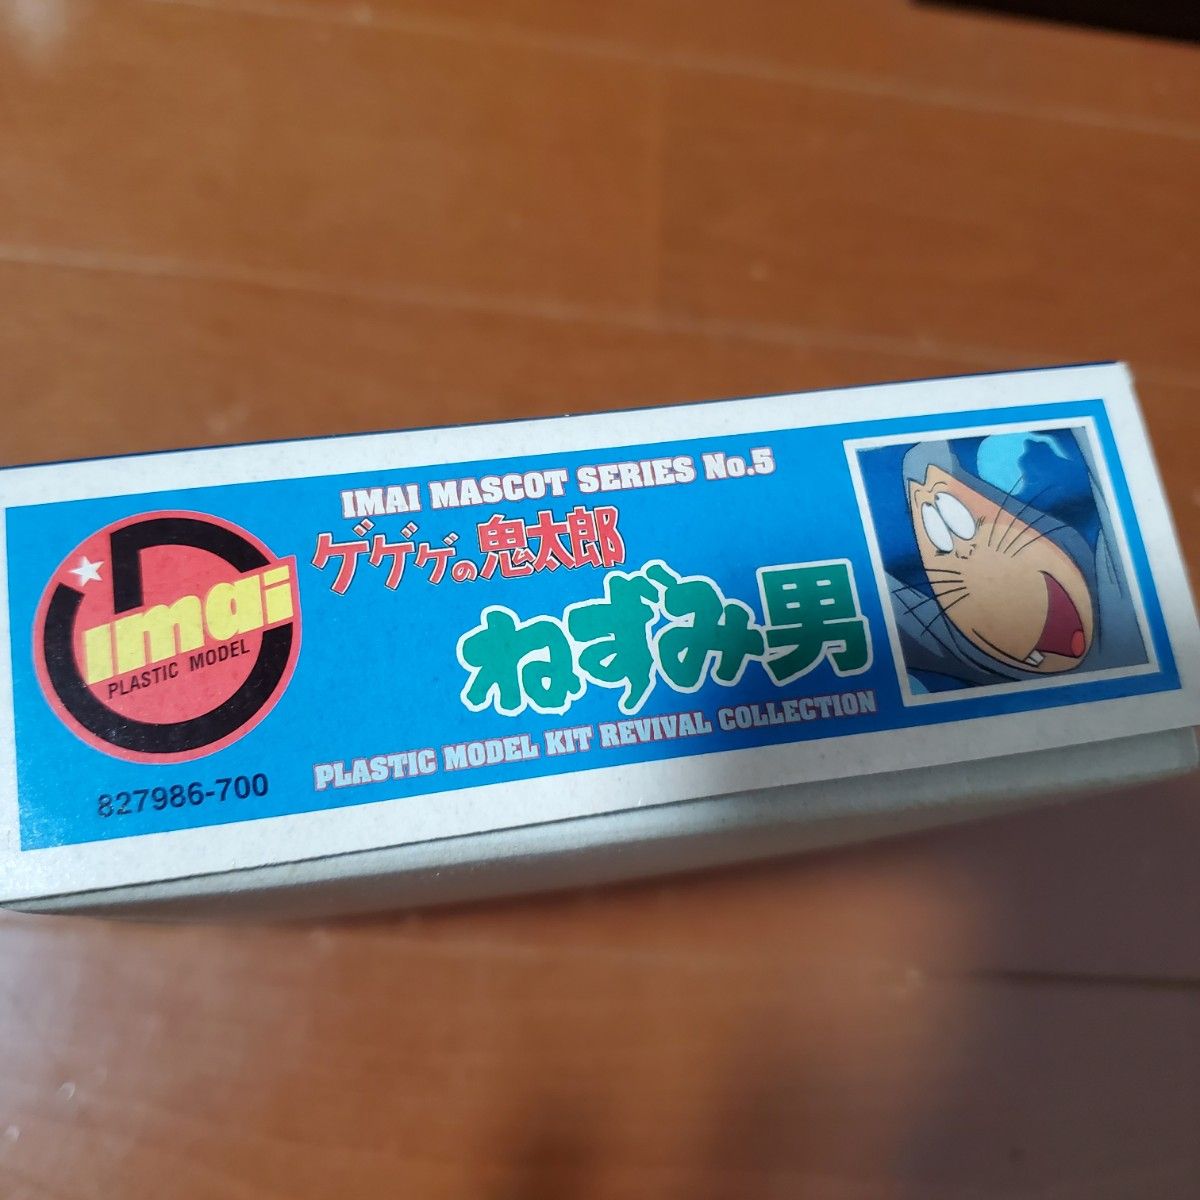 IMAI MASCOT SERIES No.5
ゲゲゲの鬼太郎
ねずみ男
PLASTIC MODEL KIT REVIVAL COLLECTION
imai
PLASTIC MODEL
827986-700